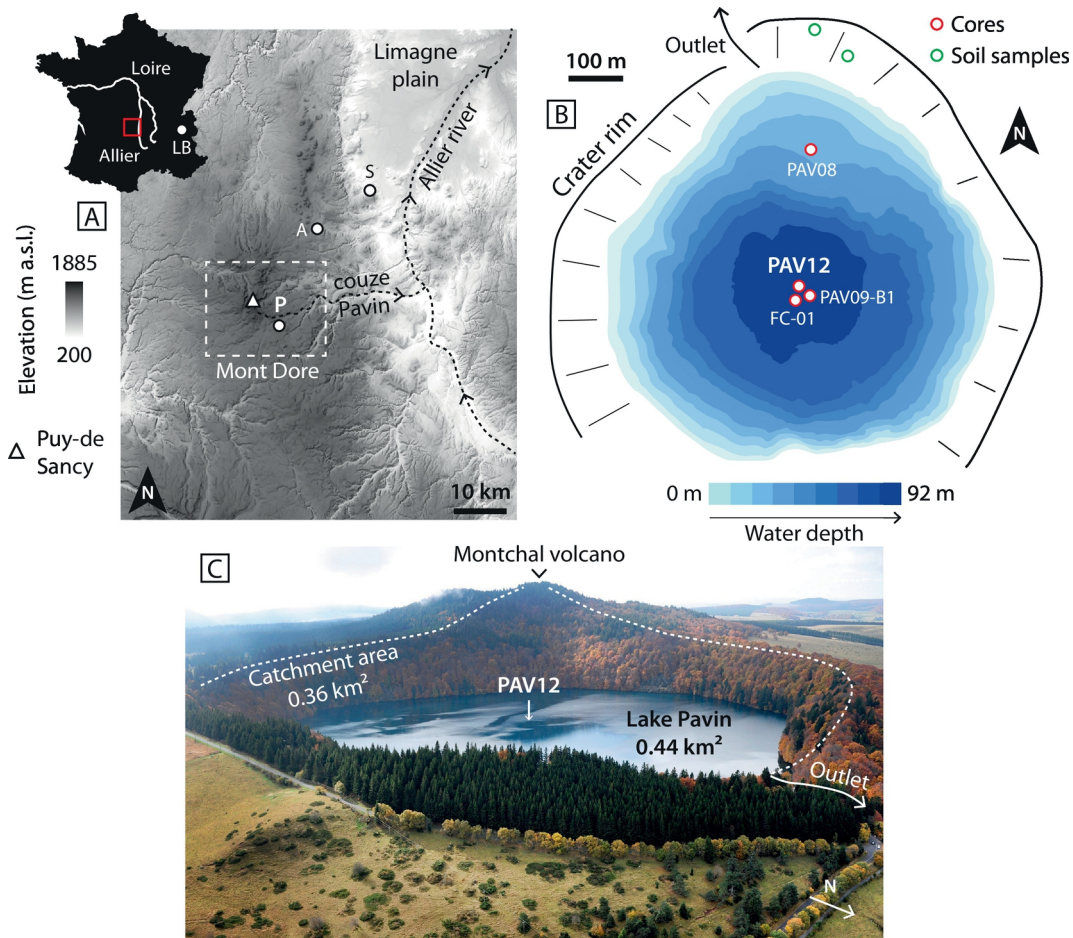 Loire
Allier
LB
A
Elevation (m a.s.l.)
1885
200
Puy-de
Sancy
N
Limagne
plain
Allier river
S
A
couze
Pavin
P
Mont Dore
10 km
Outlet
100 m
B
Crater rim
Cores
Soil samples
N
PAV08
PAV12
PAV09-B1
FC-01
0 m
92 m
Water depth
C
Montchal volcano
Catchment area
0.36 km²
PAV12
Lake Pavin
0.44 km²
Outlet
N